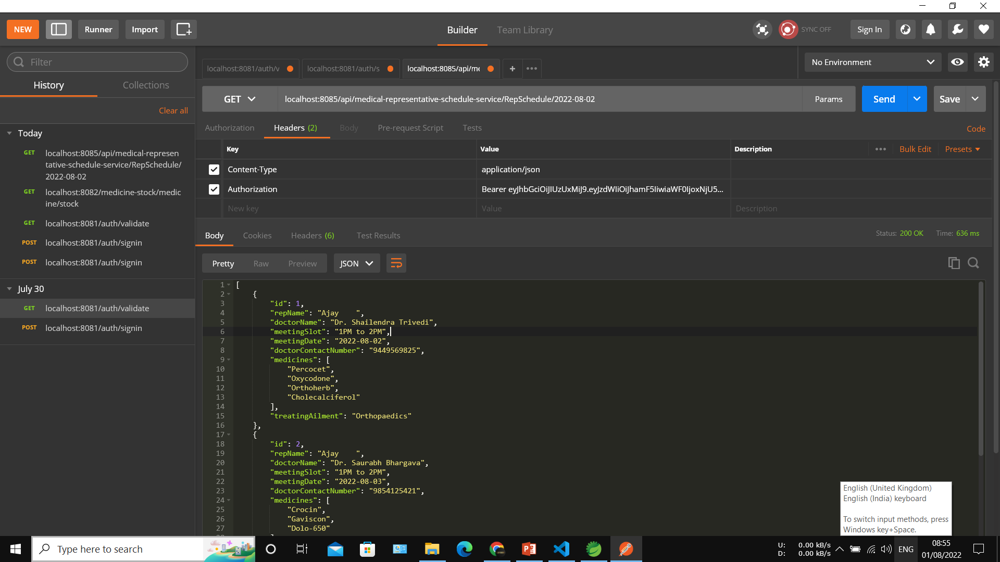 NEW
Runner
Import
Builder
Team Library
SYNC OFF
Sign In
Filter
History
Collections
Clear all
Today
GET localhost:8085/api/medical-represen
tative-schedule-service/RepSchedule/
2022-08-02
GET localhost:8082/medicine-stock/medic
ine/stock
GET localhost:8081/auth/validate
POST localhost:8081/auth/signin
POST localhost:8081/auth/signin
July 30
GET localhost:8081/auth/validate
POST localhost:8081/auth/signin
localhost:8081/auth/v
localhost:8081/auth/s
localhost:8085/api/me
No Environment
GET localhost:8085/api/medical-representative-schedule-service/RepSchedule/2022-08-02 Params Send Save
Authorization Headers (2) Body Pre-request Script Tests Code
Key Value Description ••• Bulk Edit Presets
Content-Type application/json
Authorization Bearer eyJhbGciOiJIUzUxMiJ9.eyJzdWIiOiJhamF5IiwiaWF0IjoxNjU5...
New key Value Description
Body Cookies Headers (6) Test Results Status: 200 OK Time: 636 ms
Pretty Raw Preview JSON
1 [
2 {
3 "id": 1,
4 "repName": "Ajay    ",
5 "doctorName": "Dr. Shailendra Trivedi",
6 "meetingSlot": "1PM to 2PM",
7 "meetingDate": "2022-08-02",
8 "doctorContactNumber": "9449569825",
9 "medicines": [
10 "Percocet",
11 "Oxycodone",
12 "Orthoherb",
13 "Cholecalciferol"
14 ],
15 "treatingAilment": "Orthopaedics"
16 },
17 {
18 "id": 2,
19 "repName": "Ajay    ",
20 "doctorName": "Dr. Saurabh Bhargava",
21 "meetingSlot": "1PM to 2PM",
22 "meetingDate": "2022-08-03",
23 "doctorContactNumber": "9854125421",
24 "medicines": [
25 "Crocin",
26 "Gaviscon",
27 "Dolo-650"
English (United Kingdom)
English (India) keyboard
To switch input methods, press
Windows key+Space.
Type here to search
U: 0.00 kB/s
D: 0.00 kB/s
ENG
08:55
01/08/2022